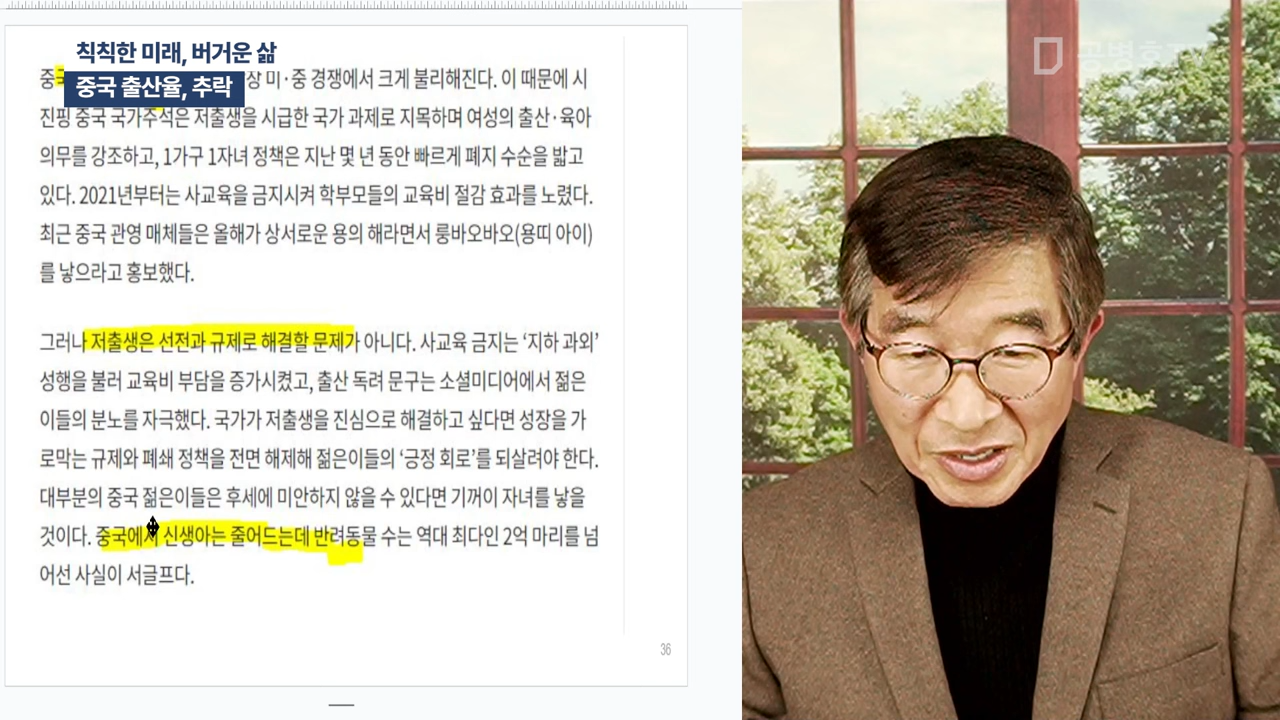 칙칙한 미래, 버거운 삶
중국 출산율, 추락
공병호
중 장 미·중 경쟁에서 크게 불리해진다. 이 때문에 시
진핑 중국 국가주석은 저출생을 시급한 국가 과제로 지목하며 여성의 출산·육아
의무를 강조하고, 1가구 1자녀 정책은 지난 몇 년 동안 빠르게 폐지 수순을 밟고
있다. 2021년부터는 사교육을 금지시켜 학부모들의 교육비 절감 효과를 노렸다.
최근 중국 관영 매체들은 올해가 상서로운 용의 해라면서 룽바오바오(용띠 아이)
를 낳으라고 홍보했다.
그러나 저출생은 선전과 규제로 해결할 문제가 아니다. 사교육 금지는 ‘지하 과외’
성행을 불러 교육비 부담을 증가시켰고, 출산 독려 문구는 소셜미디어에서 젊은
이들의 분노를 자극했다. 국가가 저출생을 진심으로 해결하고 싶다면 성장을 가
로막는 규제와 폐쇄 정책을 전면 해제해 젊은이들의 ‘긍정 회로’를 되살려야 한다.
대부분의 중국 젊은이들은 후세에 미안하지 않을 수 있다면 기꺼이 자녀를 낳을
것이다. 중국에서 신생아는 줄어드는데 반려동물 수는 역대 최다인 2억 마리를 넘
어선 사실이 서글프다.
36